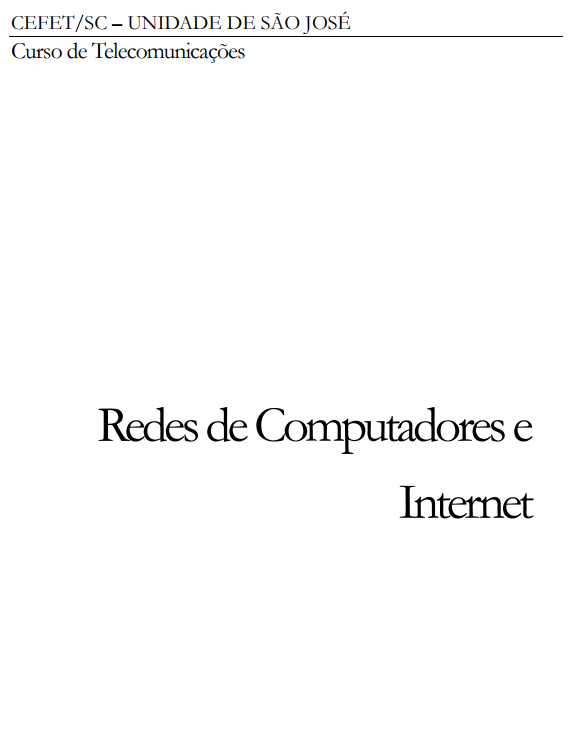 CEFET/SC – UNIDADE DE SÃO JOSÉ
Curso de Telecomunicações
Redes de Computadores e
Internet